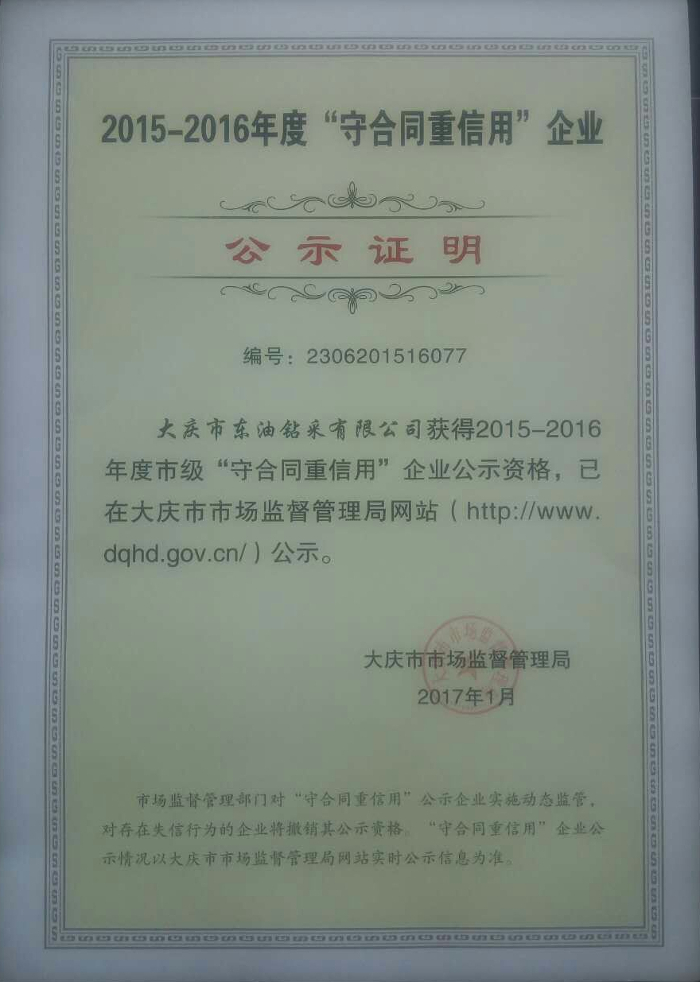 2015-2016年度“守合同重信用”企业
公示证明
编号：2306201516077
大庆市东油钻采有限公司获得2015-2016
年度市级“守合同重信用”企业公示资格，已
在大庆市市场监督管理局网站（http://www.
dqhd.gov.cn/）公示。
大庆市市场监督管理局
2017年1月
市场监督管理部门对“守合同重信用”公示企业实施动态监管，
对存在失信行为的企业将撤销其公示资格。“守合同重信用”企业公
示情况以大庆市市场监督管理局网站实时公示信息为准。